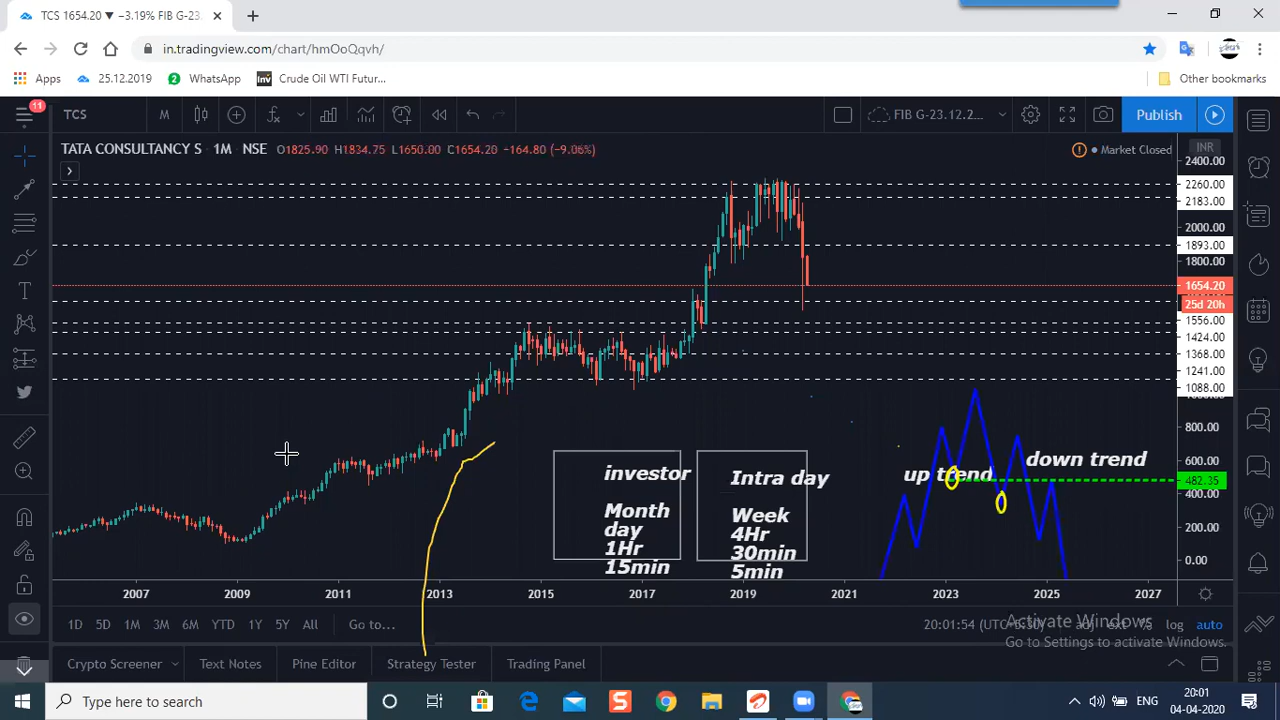 TCS 1654.20 ▼ −3.19% FIB G-23.
in.tradingview.com/chart/hmOoQqvh/
Apps
25.12.2019
2 WhatsApp
Inv Crude Oil WTI Futur...
Other bookmarks
11
TCS
M
FIB G-23.12.2...
Publish
TATA CONSULTANCY S · 1M · NSE O1825.90 H1834.75 L1650.00 C1654.20 −164.80 (−9.06%)
Market Closed
INR
2400.00
2260.00
2183.00
2000.00
1893.00
1800.00
1654.20
25d 20h
1556.00
1424.00
1368.00
1241.00
1088.00
800.00
600.00
482.35
400.00
200.00
0.00
investor
Month
day
1Hr
15min
Intra day
Week
4Hr
30min
5min
up trend
down trend
2007 2009 2011 2013 2015 2017 2019 2021 2023 2025 2027
1D 5D 1M 3M 6M YTD 1Y 5Y All Go to...
20:01:54 (UTC+5:30)
adj ext % log auto
Activate Windows
Go to Settings to activate Windows.
Crypto Screener
Text Notes
Pine Editor
Strategy Tester
Trading Panel
Type here to search
ENG
20:01
04-04-2020